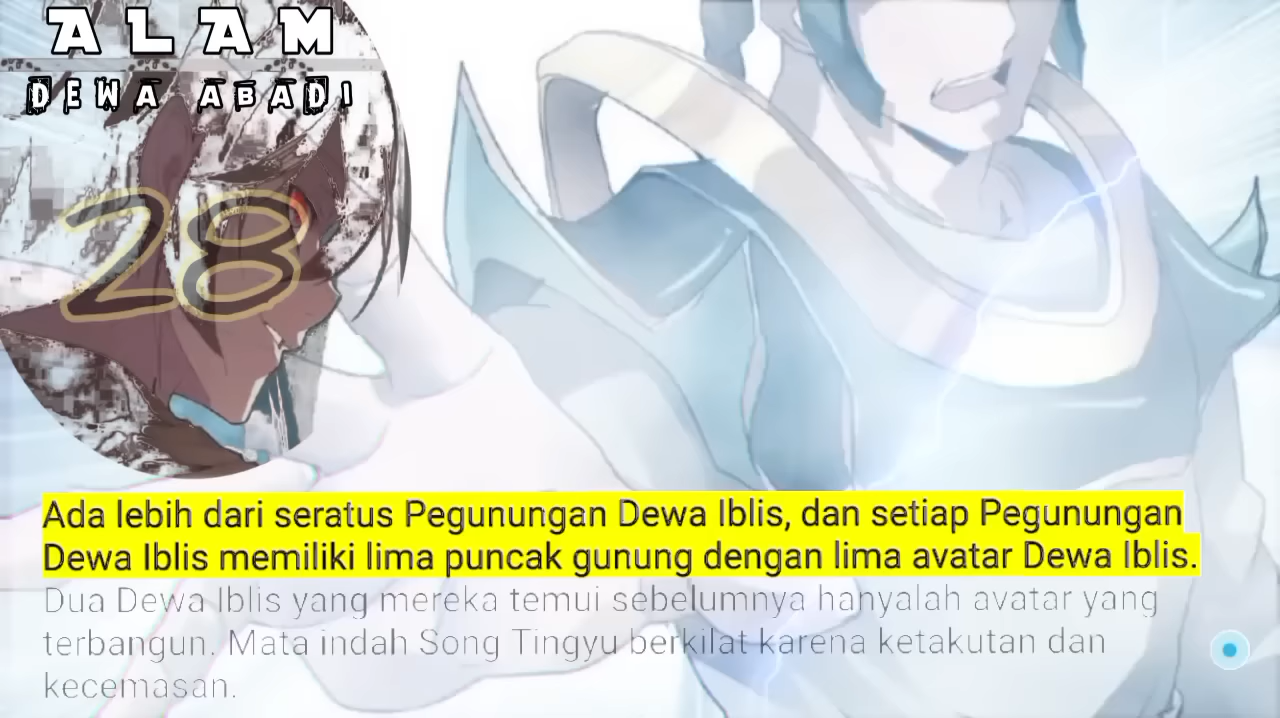 ALAM
DEWA ABADI
28
Ada lebih dari seratus Pegunungan Dewa Iblis, dan setiap Pegunungan
Dewa Iblis memiliki lima puncak gunung dengan lima avatar Dewa Iblis.
Dua Dewa Iblis yang mereka temui sebelumnya hanyalah avatar yang
terbangun. Mata indah Song Tingyu berkilat karena ketakutan dan
kecemasan.